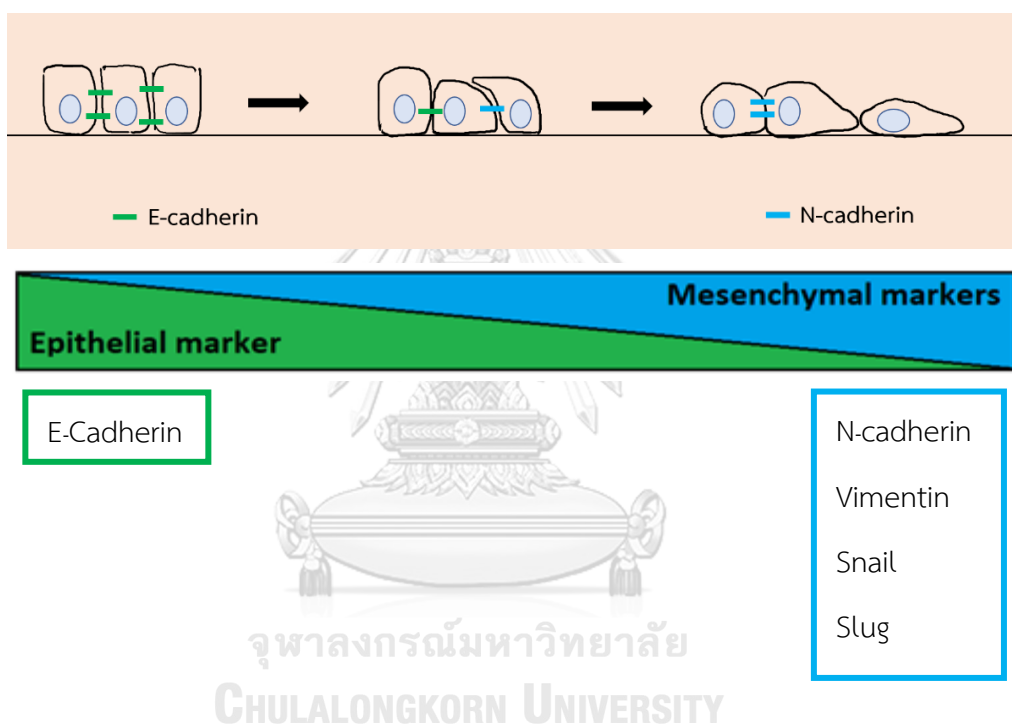 E-cadherin
N-cadherin
Mesenchymal markers
Epithelial marker
E-Cadherin
N-cadherin
Vimentin
Snail
Slug
จุฬาลงกรณ์มหาวิทยาลัย
CHULALONGKORN UNIVERSITY